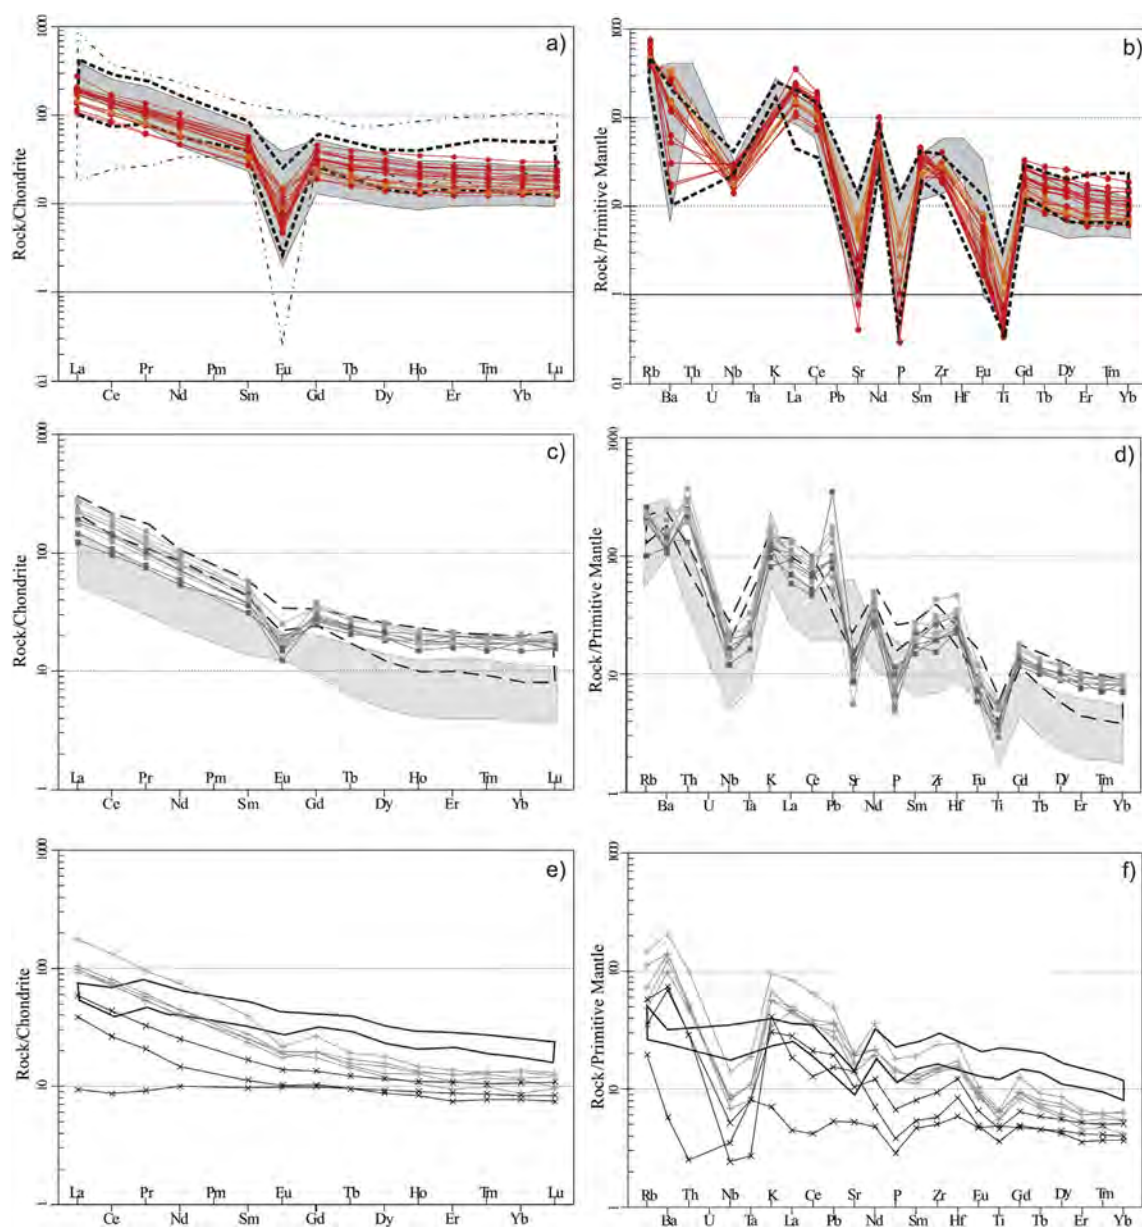 a)
Rock/Chondrite
1000
100
10
1
0.1
La
Pr
Pm
Eu
Tb
Ho
Tm
Lu
Ce
Nd
Sm
Gd
Dy
Er
Yb
b)
Rock/Primitive Mantle
1000
100
10
1
0.1
Rb
Th
Nb
K
Ce
Sr
P
Zr
Eu
Gd
Dy
Tm
La
Nd
Sm
Hf
Ba
U
Ta
Pb
Ti
Tb
Er
Yb
c)
Rock/Chondrite
1000
100
10
1
La
Pr
Pm
Eu
Tb
Ho
Tm
Lu
Ce
Nd
Sm
Gd
Dy
Er
Yb
d)
Rock/Primitive Mantle
1000
100
10
1
Rb
Th
Nb
K
Ce
Sr
P
Zr
Eu
Gd
Dy
Tm
Ba
U
Ta
La
Pb
Nd
Sm
Hf
Ti
Tb
Er
Yb
e)
Rock/Chondrite
1000
100
10
1
La
Pr
Pm
Eu
Tb
Ho
Tm
Lu
Ce
Nd
Sm
Gd
Dy
Er
Yb
f)
Rock/Primitive Mantle
1000
100
10
1
Rb
Th
Nb
K
Ce
Sr
P
Zr
Eu
Gd
Dy
Tm
Ba
U
Ta
La
Pb
Nd
Sm
Hf
Ti
Tb
Er
Yb